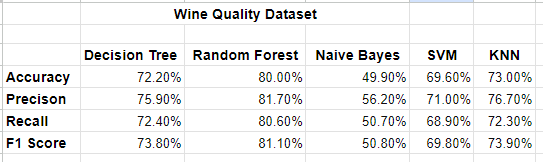 Wine Quality Dataset
Decision Tree Random Forest Naive Bayes SVM KNN
Accuracy 72.20% 80.00% 49.90% 69.60% 73.00%
Precison 75.90% 81.70% 56.20% 71.00% 76.70%
Recall 72.40% 80.60% 50.70% 68.90% 72.30%
F1 Score 73.80% 81.10% 50.80% 69.80% 73.90%